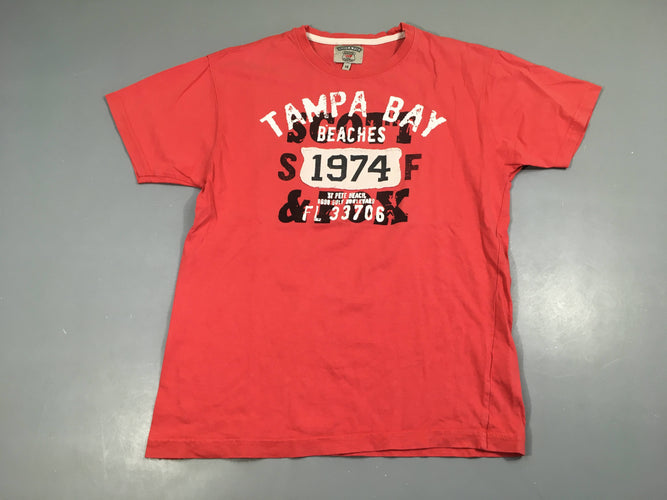 TAMPA BAY
SCOTT
BEACHES
S 1974 F
ST PETE BEACH,
& FOX
FL 33706